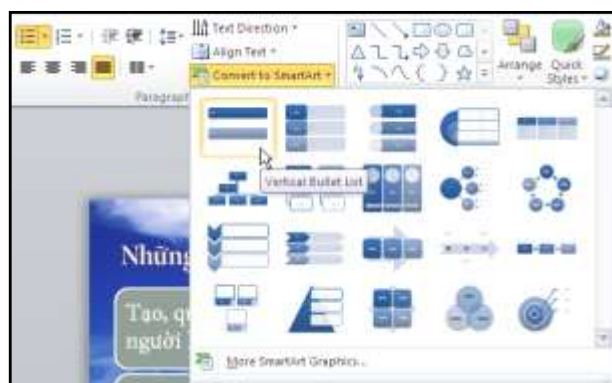 Text Direction
Align Text
Convert to SmartArt
Arrange
Quick
Styles
Paragrap
Vertical Bullet List
Những
Tạo, q
người
More SmartArt Graphics...